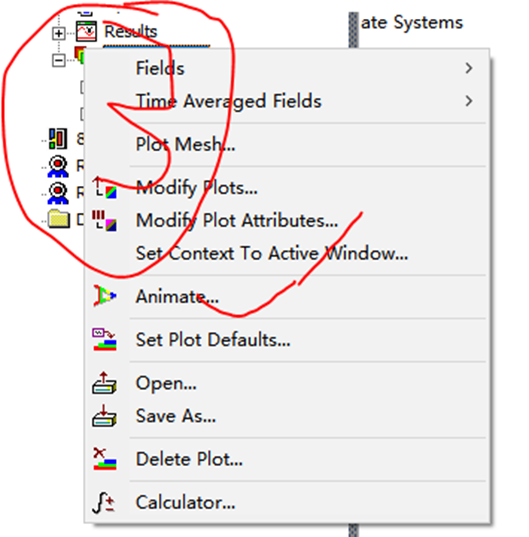 ate Systems
Results
Fields
Time Averaged Fields
Plot Mesh...
Modify Plots...
Modify Plot Attributes...
Set Context To Active Window...
Animate...
Set Plot Defaults...
Open...
Save As...
Delete Plot...
Calculator...
3